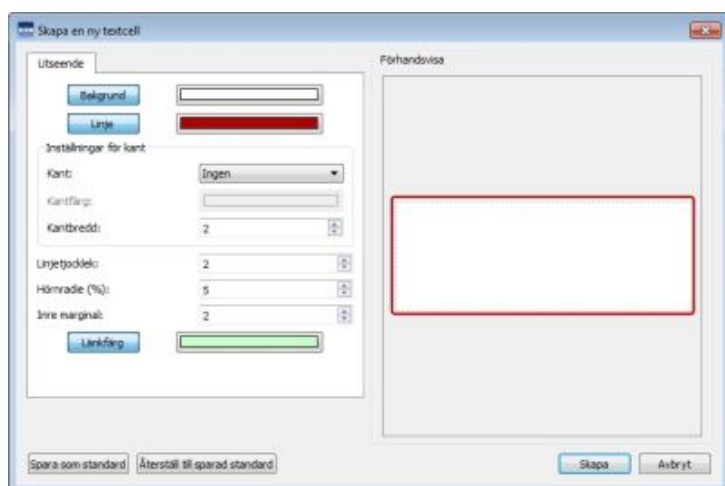 Skapa en ny textcell
Utseende
Bakgrund
Linje
Inställningar för kant
Kant: Ingen
Kantfärg:
Kantbredd: 2
Linjetjocklek: 2
Hörnradie (%): 5
Inre marginal: 2
Länkfärg
Förhandsvisa
Spara som standard Återställ till sparad standard Skapa Avbryt